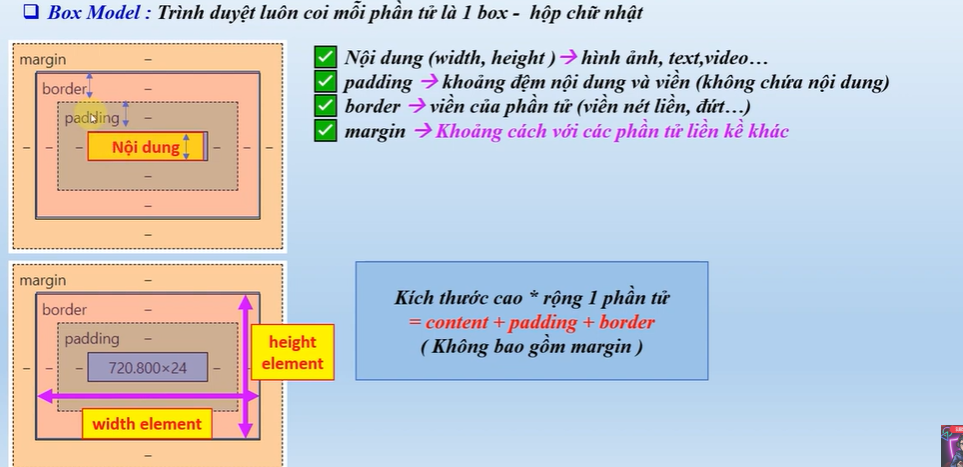 Box Model : Trình duyệt luôn coi mỗi phần tử là 1 box - hộp chữ nhật
margin –
border –
padding –
– – – Nội dung – – –
–
–
–
Nội dung (width, height ) → hình ảnh, text,video…
padding → khoảng đệm nội dung và viền (không chứa nội dung)
border → viền của phần tử (viền nét liền, đứt…)
margin → Khoảng cách với các phần tử liền kề khác
margin –
border –
padding –
– – – 720.800×24 –
height
element
width element
–
Kích thước cao * rộng 1 phần tử
= content + padding + border
( Không bao gồm margin )